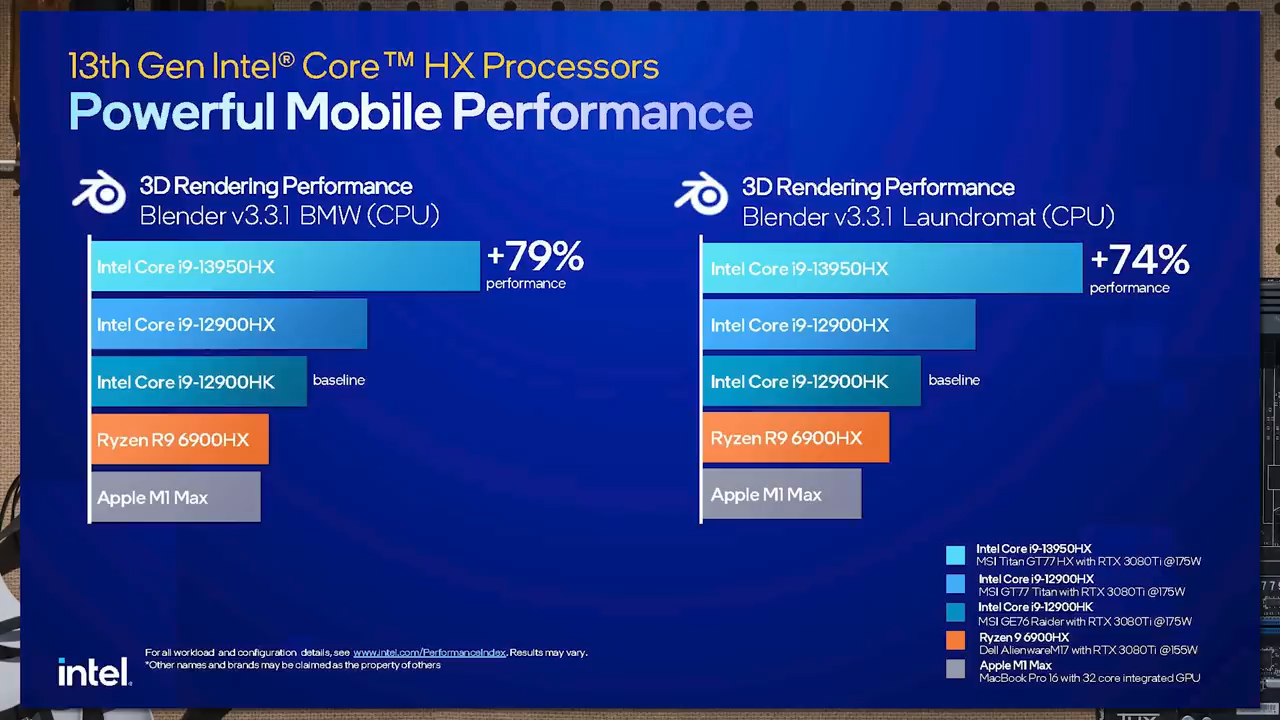 13th Gen Intel® Core™ HX Processors
Powerful Mobile Performance
3D Rendering Performance
Blender v3.3.1 BMW (CPU)
Intel Core i9-13950HX
+79%
performance
Intel Core i9-12900HX
Intel Core i9-12900HK
baseline
Ryzen R9 6900HX
Apple M1 Max
3D Rendering Performance
Blender v3.3.1 Laundromat (CPU)
Intel Core i9-13950HX
+74%
performance
Intel Core i9-12900HX
Intel Core i9-12900HK
baseline
Ryzen R9 6900HX
Apple M1 Max
Intel Core i9-13950HX
MSI Titan GT77 HX with RTX 3080Ti @175W
Intel Core i9-12900HX
MSI GT77 Titan with RTX 3080Ti @175W
Intel Core i9-12900HK
MSI GE76 Raider with RTX 3080Ti @175W
Ryzen 9 6900HX
Dell AlienwareM17 with RTX 3080Ti @155W
Apple M1 Max
MacBook Pro 16 with 32 core integrated GPU
intel.
For all workload and configuration details, see www.intel.com/PerformanceIndex. Results may vary.
*Other names and brands may be claimed as the property of others